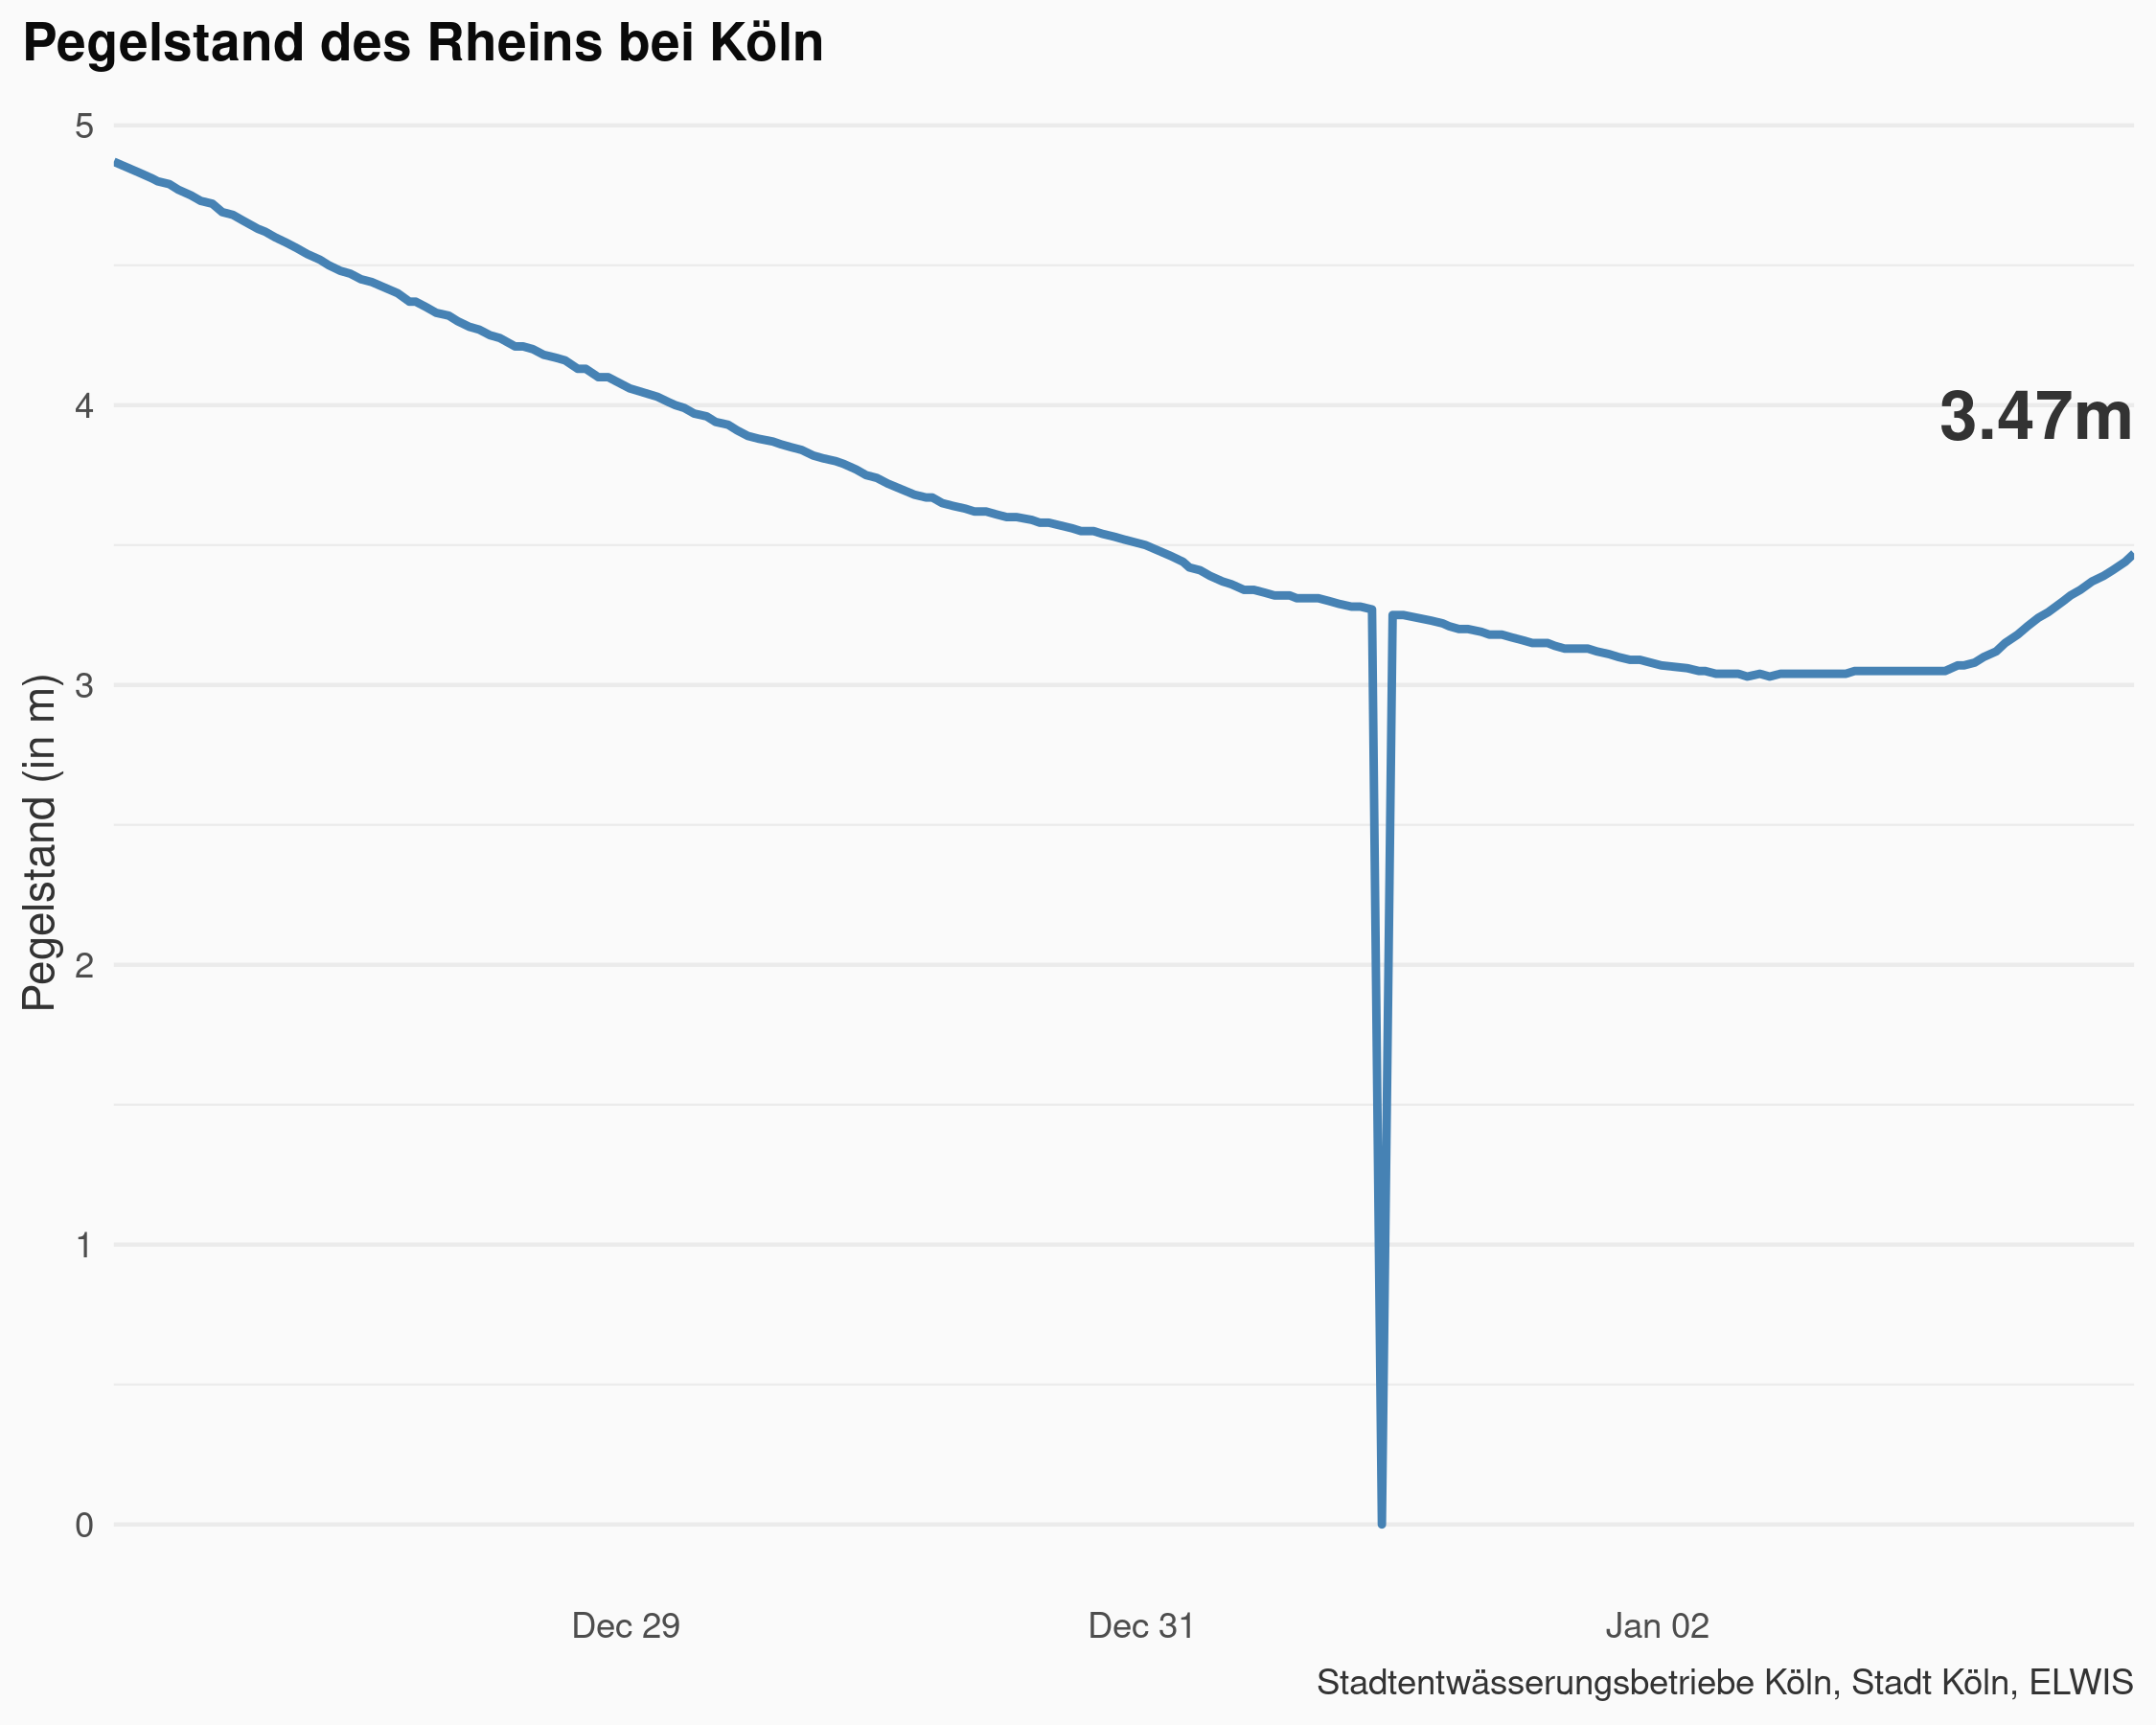 Pegelstand des Rheins bei Köln
5
4
3.47m
3
2
1
0
Pegelstand (in m)
Dec 29
Dec 31
Jan 02
Stadtentwässerungsbetriebe Köln, Stadt Köln, ELWIS